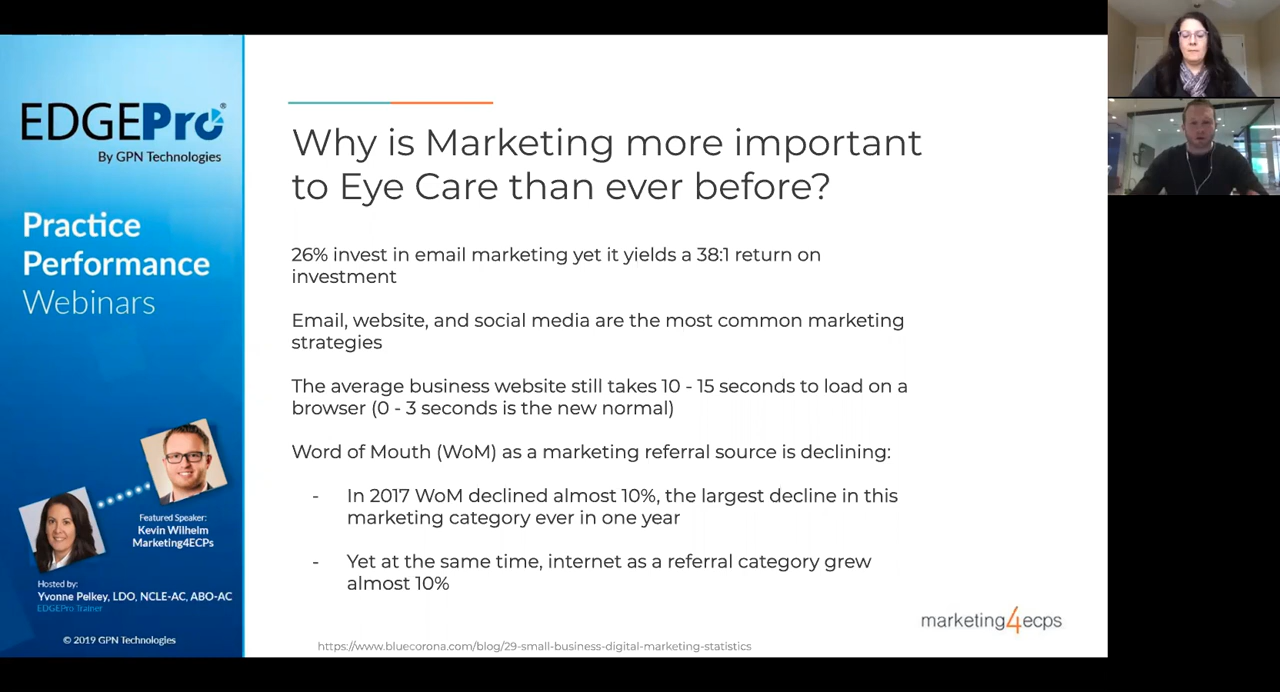 EDGEPro®
By GPN Technologies
Practice
Performance
Webinars
Featured Speaker:
Kevin Wilhelm
Marketing4ECPs
Hosted by:
Yvonne Pelkey, LDO, NCLE-AC, ABO-AC
EDGEPro Trainer
© 2019 GPN Technologies
Why is Marketing more important
to Eye Care than ever before?
26% invest in email marketing yet it yields a 38:1 return on
investment
Email, website, and social media are the most common marketing
strategies
The average business website still takes 10 - 15 seconds to load on a
browser (0 - 3 seconds is the new normal)
Word of Mouth (WoM) as a marketing referral source is declining:
- In 2017 WoM declined almost 10%, the largest decline in this
marketing category ever in one year
- Yet at the same time, internet as a referral category grew
almost 10%
marketing4ecps
https://www.bluecorona.com/blog/29-small-business-digital-marketing-statistics